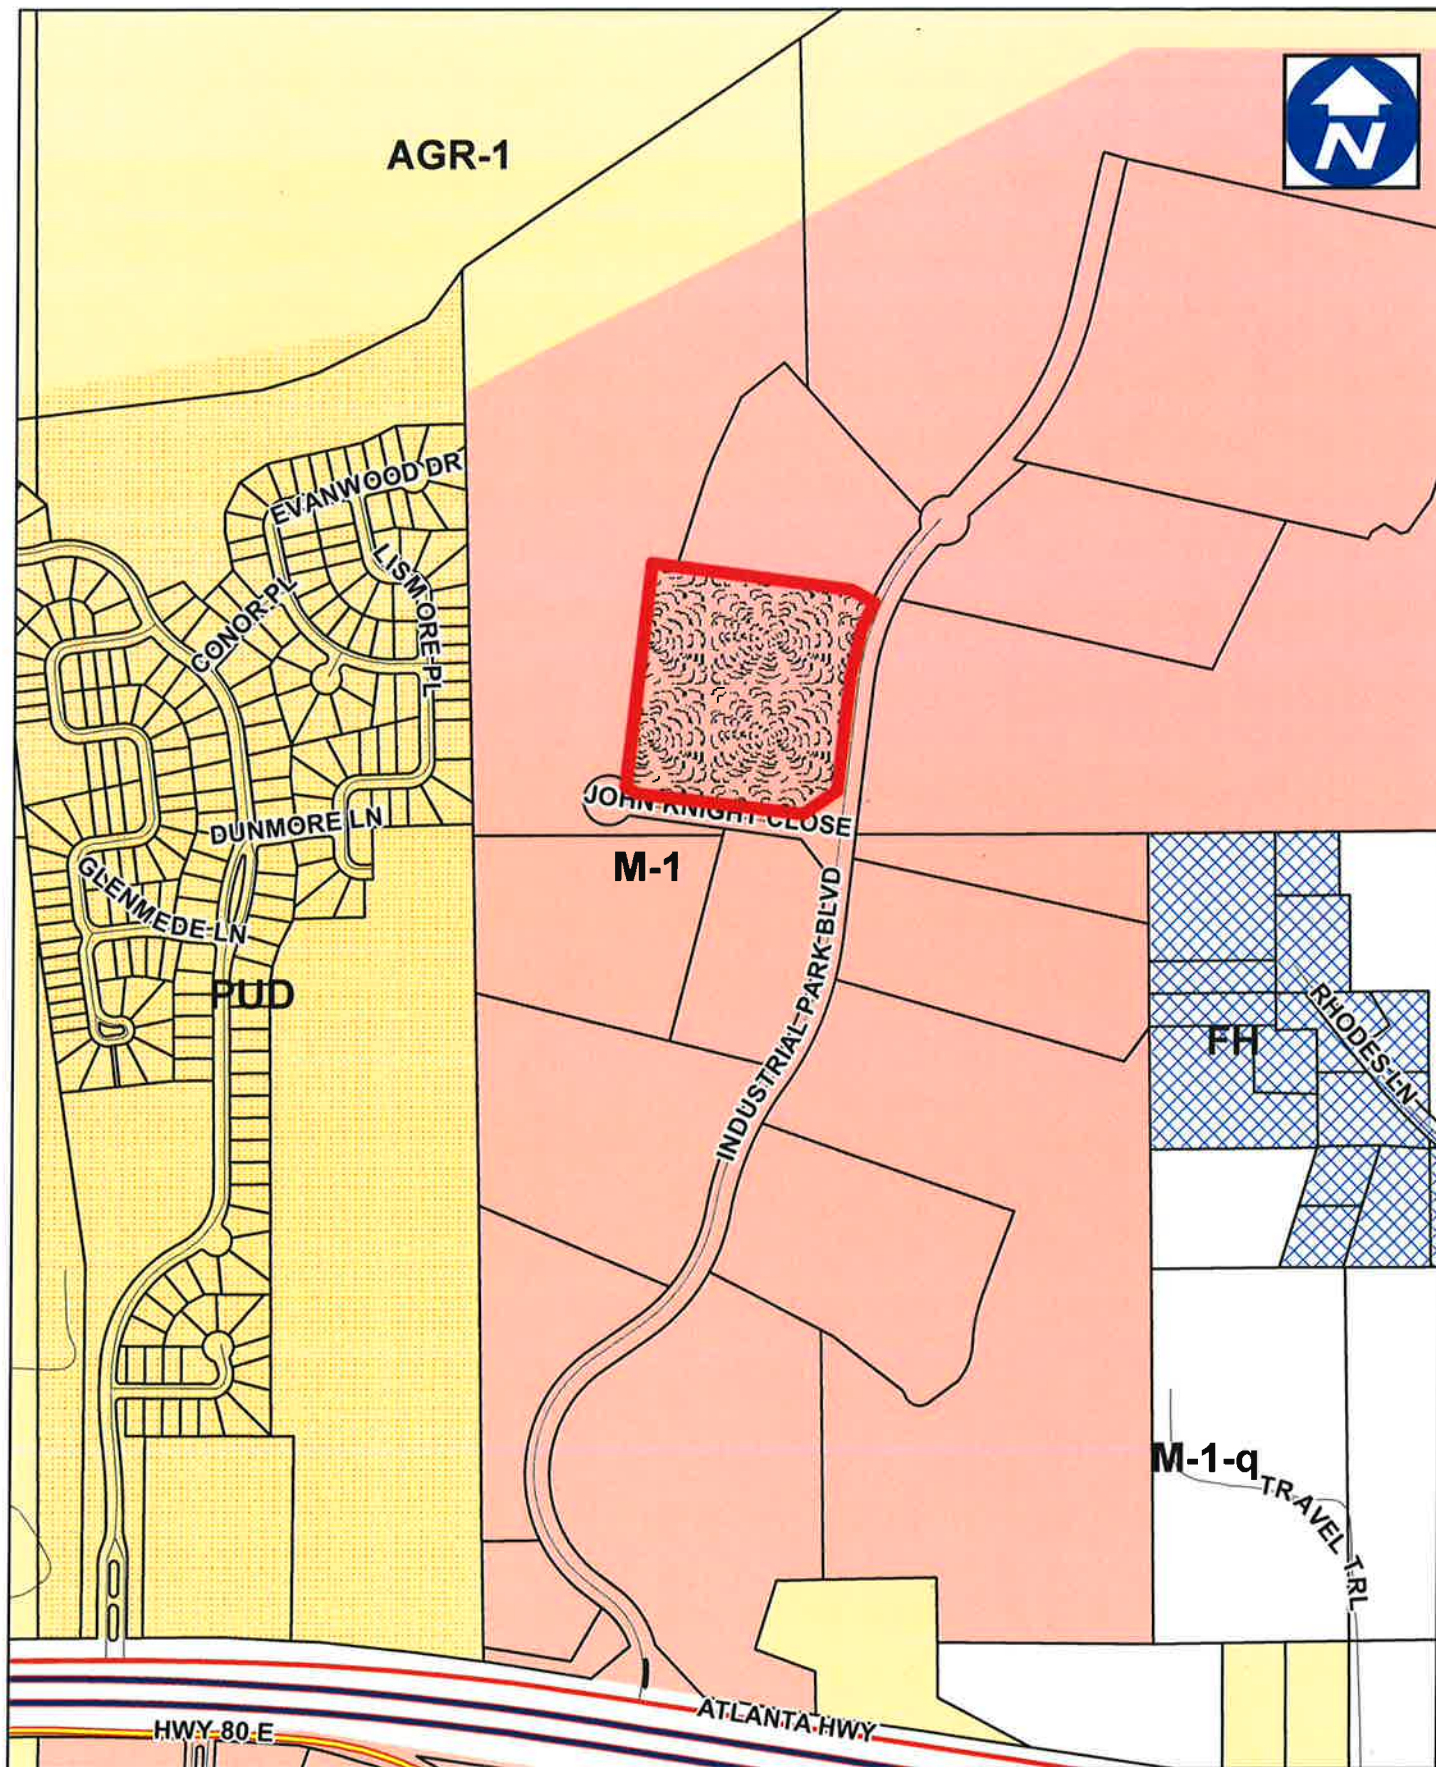 AGR-1
N
EVANWOOD DR
LISMORE PL
CONOR PL
JOHN KNIGHT CLOSE
DUNMORE LN
M-1
GLENMEDE LN
INDUSTRIAL PARK BLVD
PUD
RHODES LN
FH
M-1-q
TRAVEL TRL
ATLANTA HWY
HWY 80 E